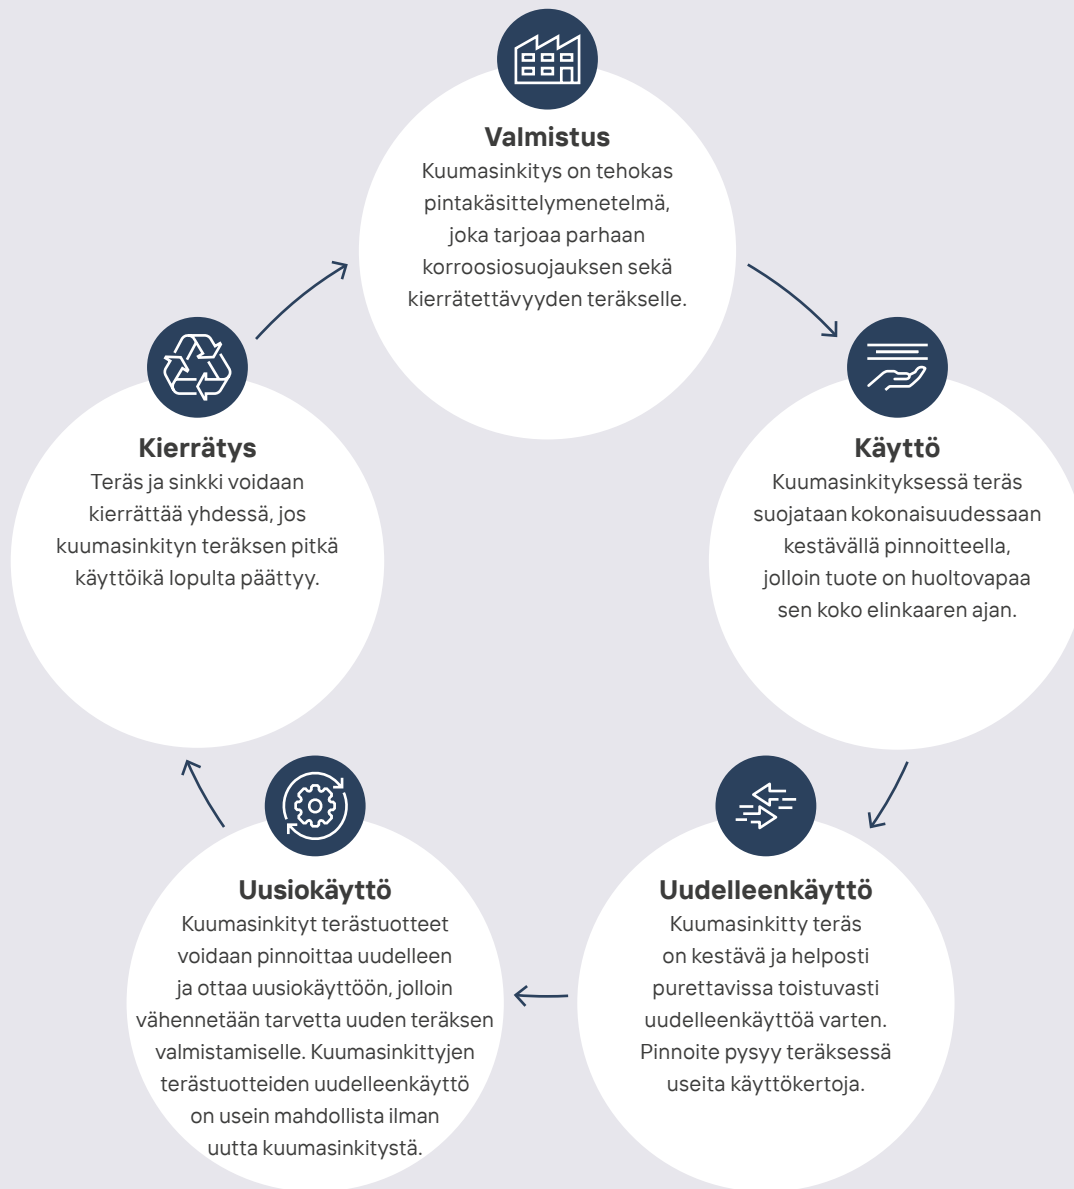 Valmistus
Kuumasinkitys on tehokas
pintakäsittelymenetelmä,
joka tarjoaa parhaan
korroosiosuojauksen sekä
kierrätettävyyden teräkselle.
Käyttö
Kuumasinkityksessä teräs
suojataan kokonaisuudessaan
kestävällä pinnoitteella,
jolloin tuote on huoltovapaa
sen koko elinkaaren ajan.
Uudelleenkäyttö
Kuumasinkitty teräs
on kestävä ja helposti
purettavissa toistuvasti
uudelleenkäyttöä varten.
Pinnoite pysyy teräksessä
useita käyttökertoja.
Uusiokäyttö
Kuumasinkityt terästuotteet
voidaan pinnoittaa uudelleen
ja ottaa uusiokäyttöön, jolloin
vähennetään tarvetta uuden teräksen
valmistamiselle. Kuumasinkittyjen
terästuotteiden uudelleenkäyttö
on usein mahdollista ilman
uutta kuumasinkitystä.
Kierrätys
Teräs ja sinkki voidaan
kierrättää yhdessä, jos
kuumasinkityn teräksen pitkä
käyttöikä lopulta päättyy.